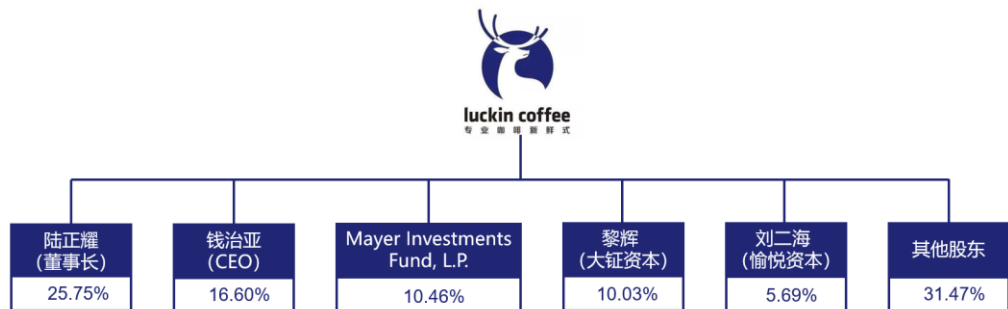 luckin coffee
专业咖啡新鲜式
陆正耀
(董事长)
25.75%
钱治亚
(CEO)
16.60%
Mayer Investments
Fund, L.P.
10.46%
黎辉
(大钲资本)
10.03%
刘二海
(愉悦资本)
5.69%
其他股东
31.47%